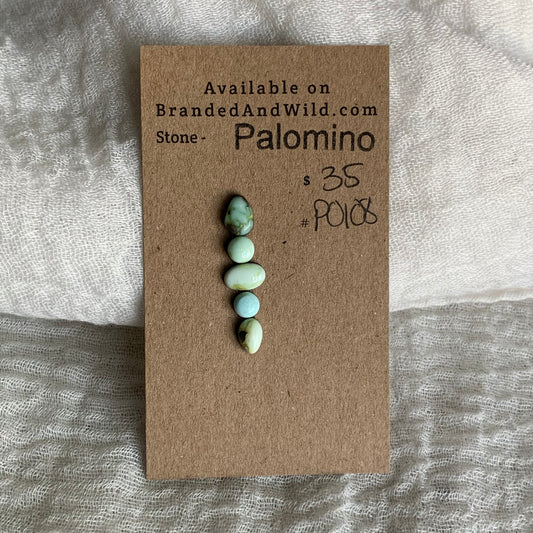 Available on
BrandedAndWild.com
Stone - Palomino
$ 35
# P0108